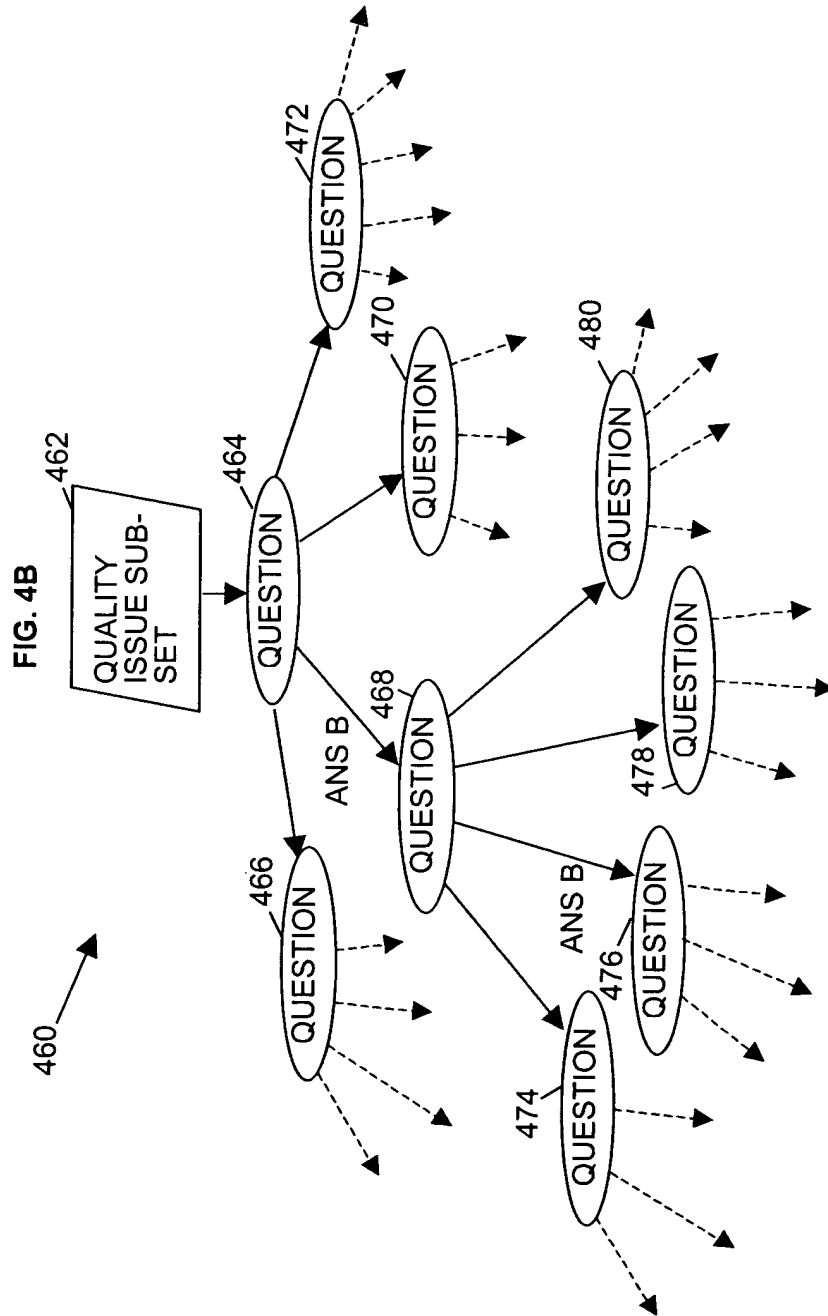 FIG. 4B
460
462
QUALITY
ISSUE SUB-
SET
464
QUESTION
466
QUESTION
ANS B
468
QUESTION
470
QUESTION
472
QUESTION
474
QUESTION
ANS B
476
QUESTION
478
QUESTION
480
QUESTION